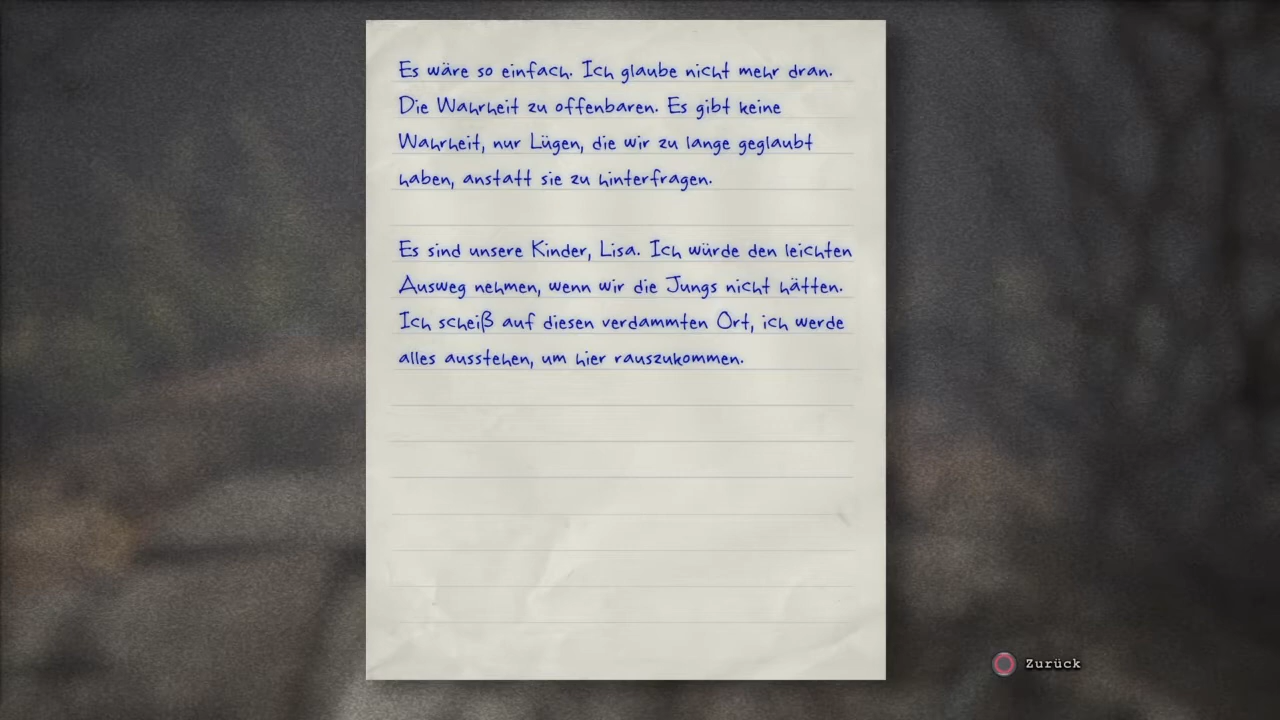 Es wäre so einfach. Ich glaube nicht mehr dran.
Die Wahrheit zu offenbaren. Es gibt keine
Wahrheit, nur Lügen, die wir zu lange geglaubt
haben, anstatt sie zu hinterfragen.
Es sind unsere Kinder, Lisa. Ich würde den leichten
Ausweg nehmen, wenn wir die Jungs nicht hätten.
Ich scheiß auf diesen verdammten Ort, ich werde
alles ausstehen, um hier rauszukommen.
Zurück